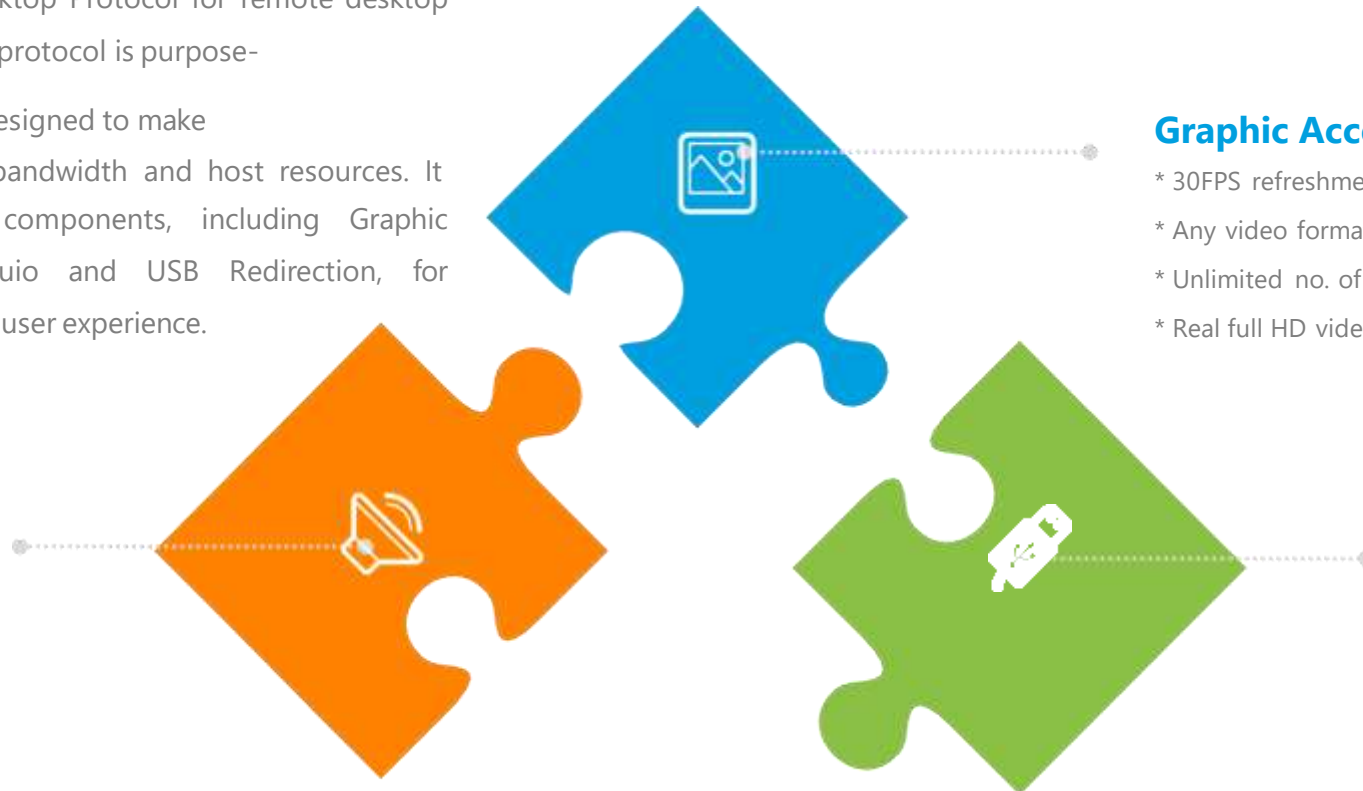 ktop Protocol for remote desktop
protocol is purpose-
esigned to make
bandwidth and host resources. It
components, including Graphic
uio and USB Redirection, for
user experience.
Graphic Acc
* 30FPS refreshme
* Any video forma
* Unlimited no. of
* Real full HD vide